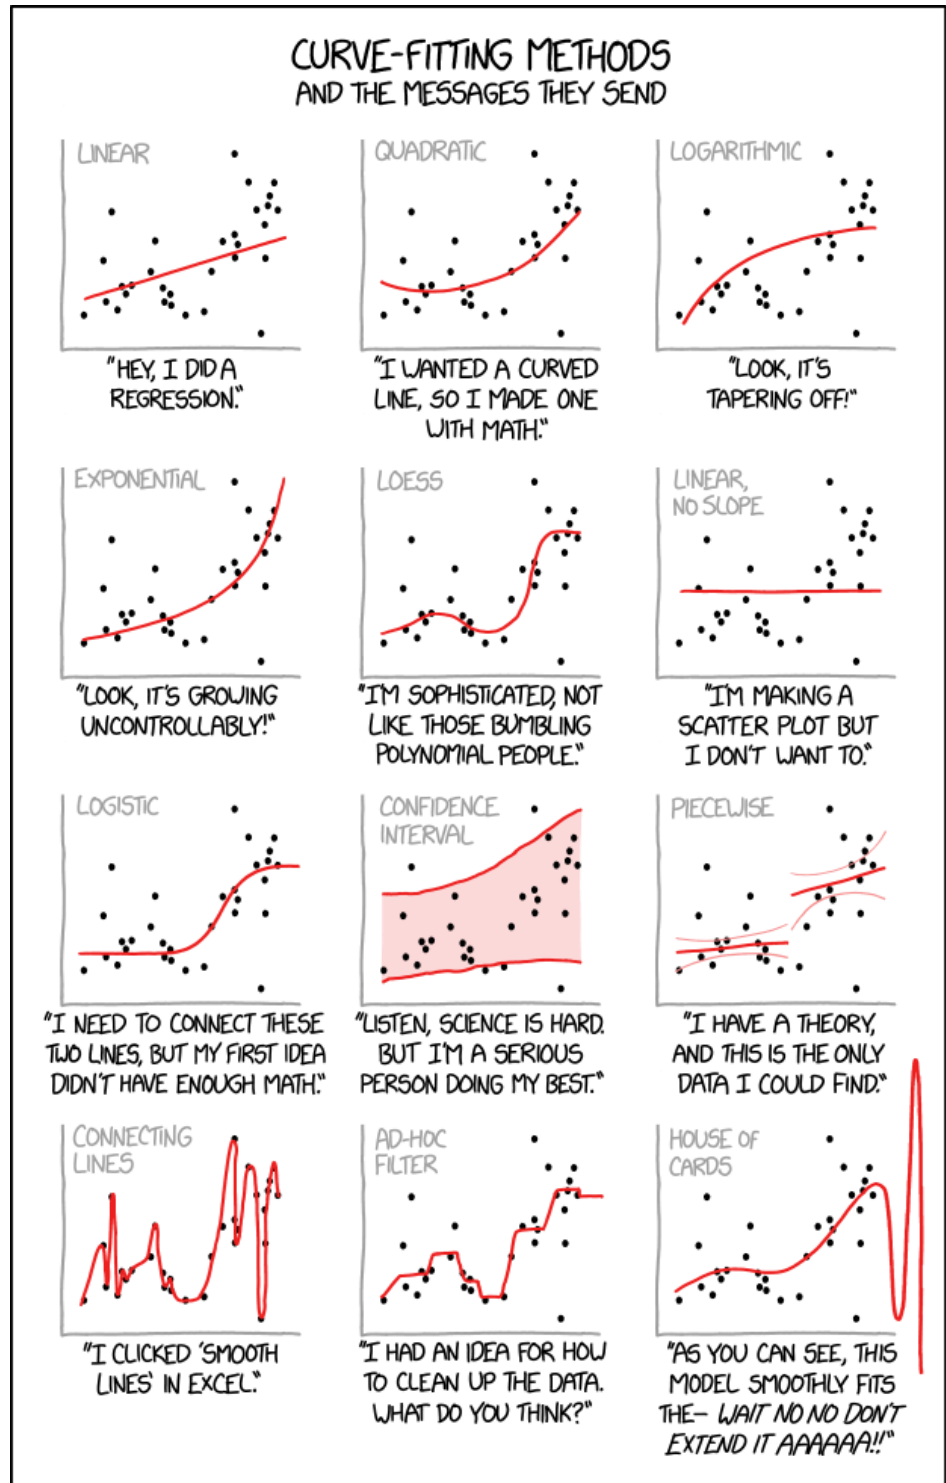 CURVE-FITTING METHODS
AND THE MESSAGES THEY SEND
LINEAR
"HEY, I DID A
REGRESSION."
QUADRATIC
"I WANTED A CURVED
LINE, SO I MADE ONE
WITH MATH."
LOGARITHMIC
"LOOK, IT'S
TAPERING OFF!"
EXPONENTIAL
"LOOK, IT'S GROWING
UNCONTROLLABLY!"
LOESS
"I'M SOPHISTICATED, NOT
LIKE THOSE BUMBLING
POLYNOMIAL PEOPLE."
LINEAR,
NO SLOPE
"I'M MAKING A
SCATTER PLOT BUT
I DON'T WANT TO."
LOGISTIC
"I NEED TO CONNECT THESE
TWO LINES, BUT MY FIRST IDEA
DIDN'T HAVE ENOUGH MATH."
CONFIDENCE
INTERVAL
"LISTEN, SCIENCE IS HARD.
BUT I'M A SERIOUS
PERSON DOING MY BEST."
PIECEWISE
"I HAVE A THEORY,
AND THIS IS THE ONLY
DATA I COULD FIND."
CONNECTING
LINES
"I CLICKED 'SMOOTH
LINES' IN EXCEL."
AD-HOC
FILTER
"I HAD AN IDEA FOR HOW
TO CLEAN UP THE DATA.
WHAT DO YOU THINK?"
HOUSE OF
CARDS
"AS YOU CAN SEE, THIS
MODEL SMOOTHLY FITS
THE– WAIT NO NO DON'T
EXTEND IT AAAAAA!!"